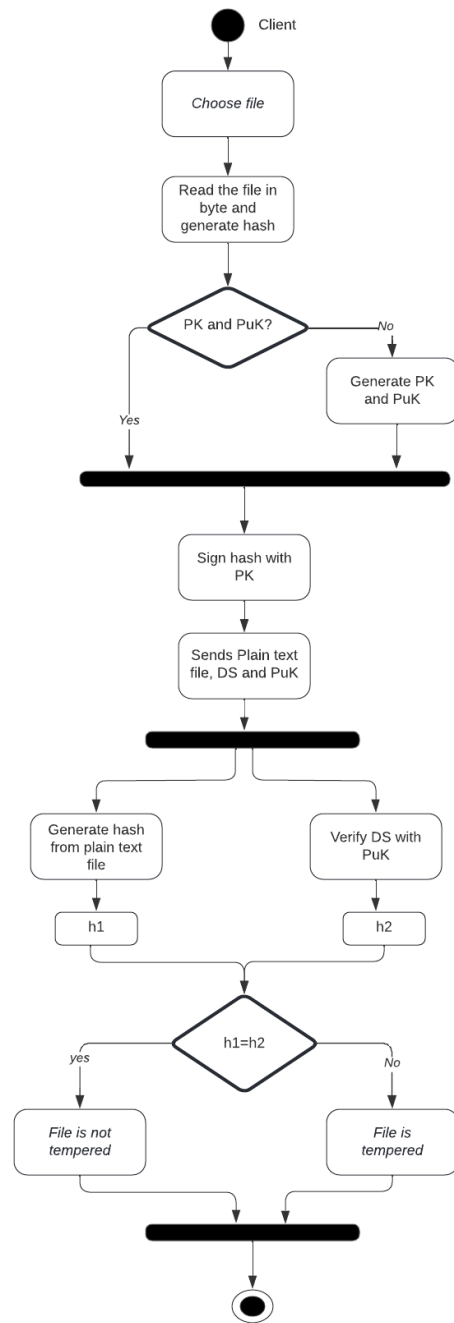 Client
Choose file
Read the file in
byte and
generate hash
PK and PuK?
No
Generate PK
and PuK
Yes
Sign hash with
PK
Sends Plain text
file, DS and PuK
Generate hash
from plain text
file
Verify DS with
PuK
h1
h2
h1=h2
yes
No
File is not
tempered
File is
tempered